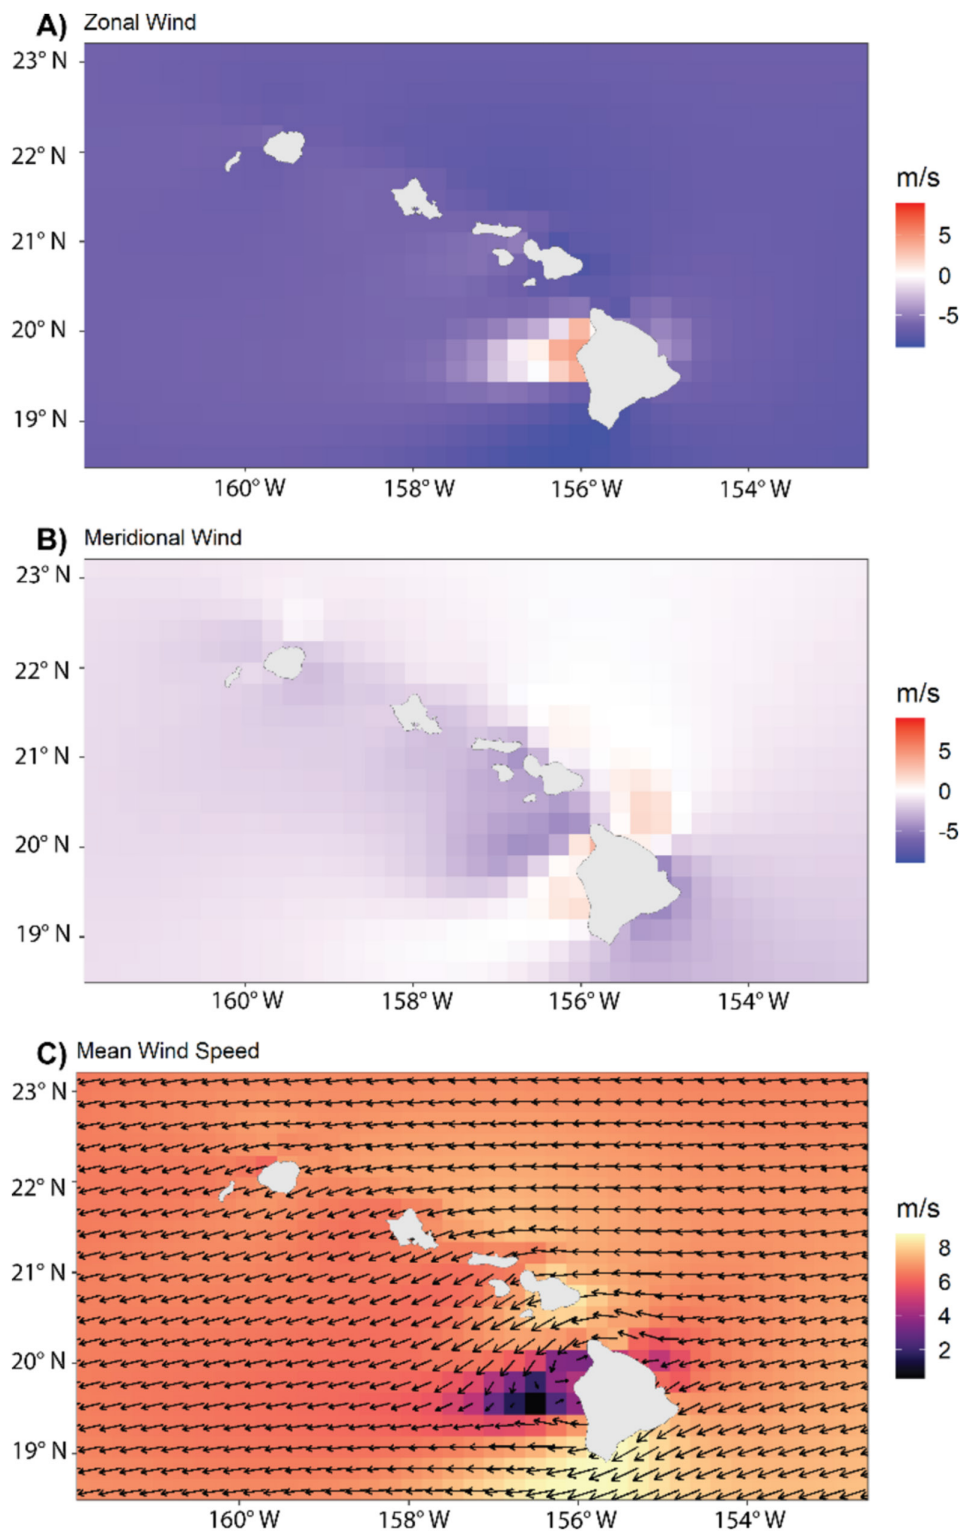 A) Zonal Wind
23° N
22° N
21° N
20° N
19° N
160° W 158° W 156° W 154° W
m/s
5
0
-5
B) Meridional Wind
23° N
22° N
21° N
20° N
19° N
160° W 158° W 156° W 154° W
m/s
5
0
-5
C) Mean Wind Speed
23° N
22° N
21° N
20° N
19° N
160° W 158° W 156° W 154° W
m/s
8
6
4
2